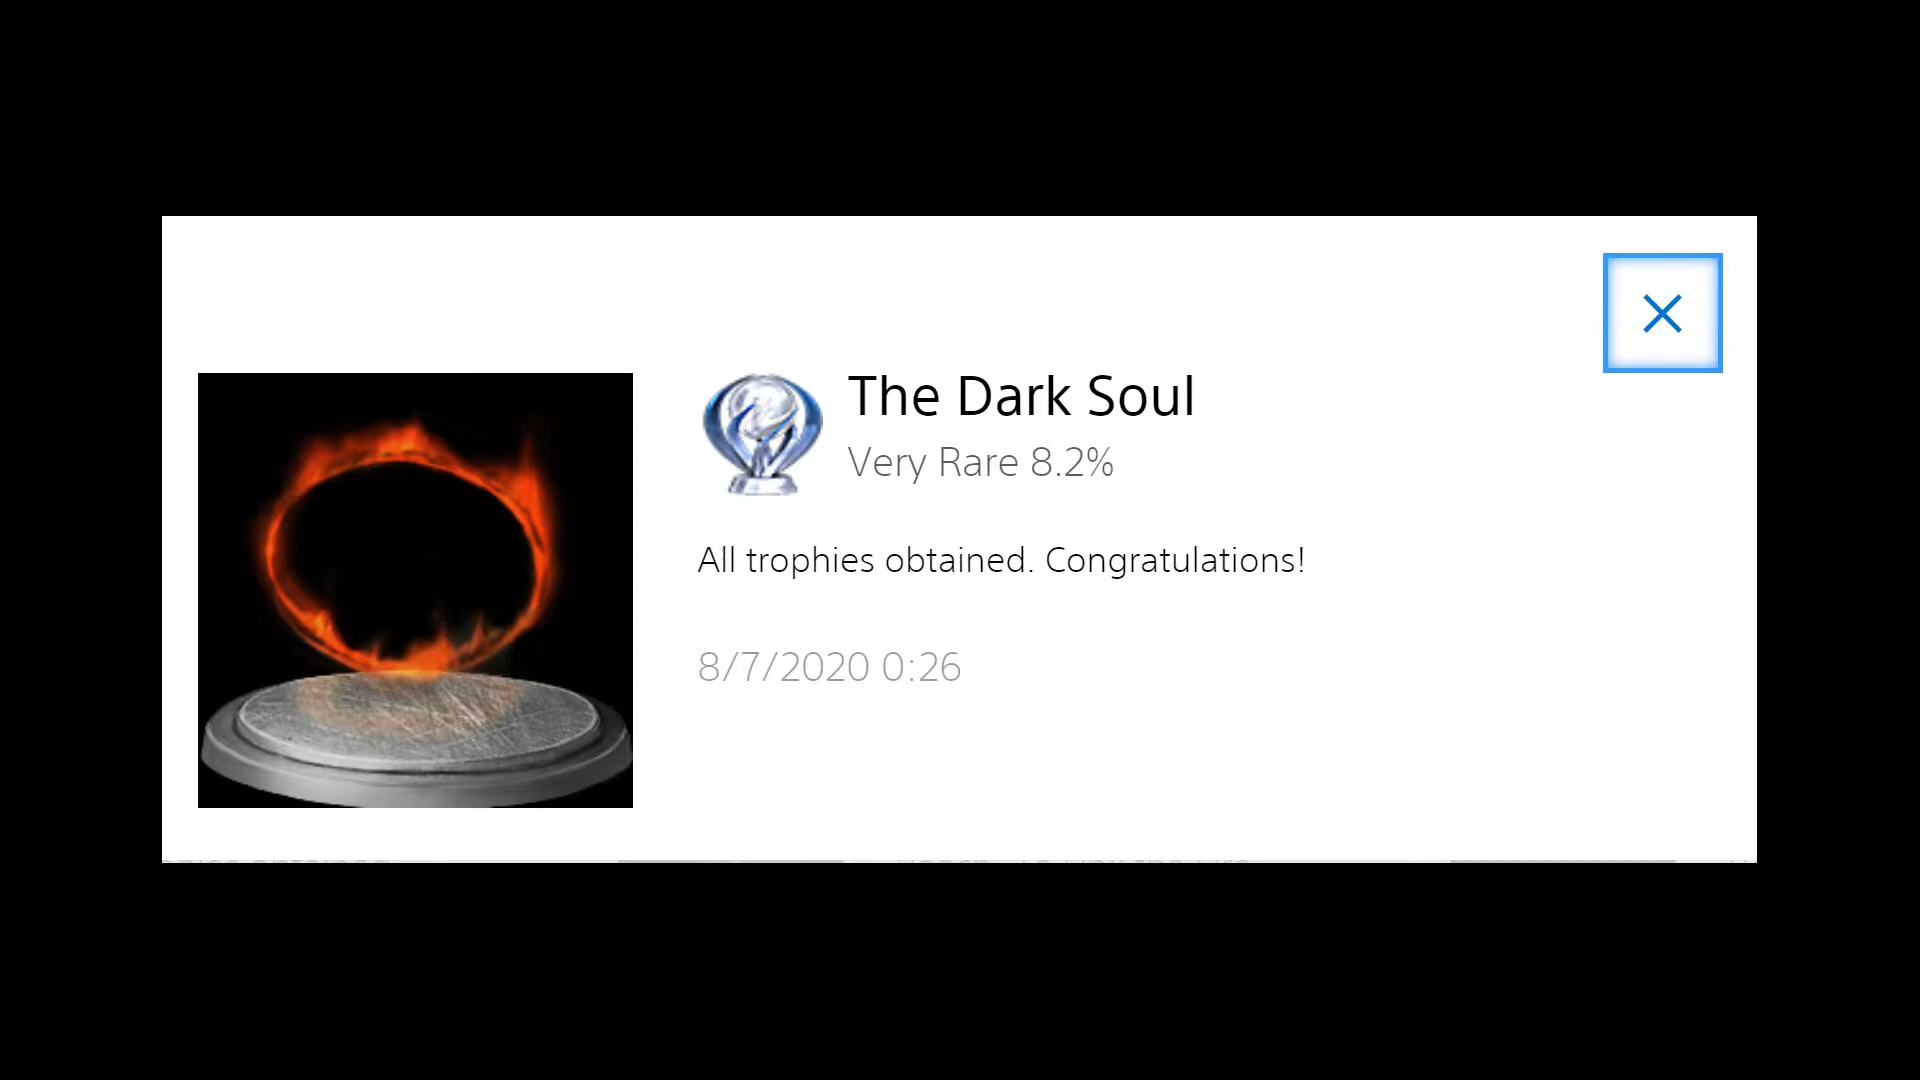 The Dark Soul
Very Rare 8.2%
All trophies obtained. Congratulations!
8/7/2020 0:26